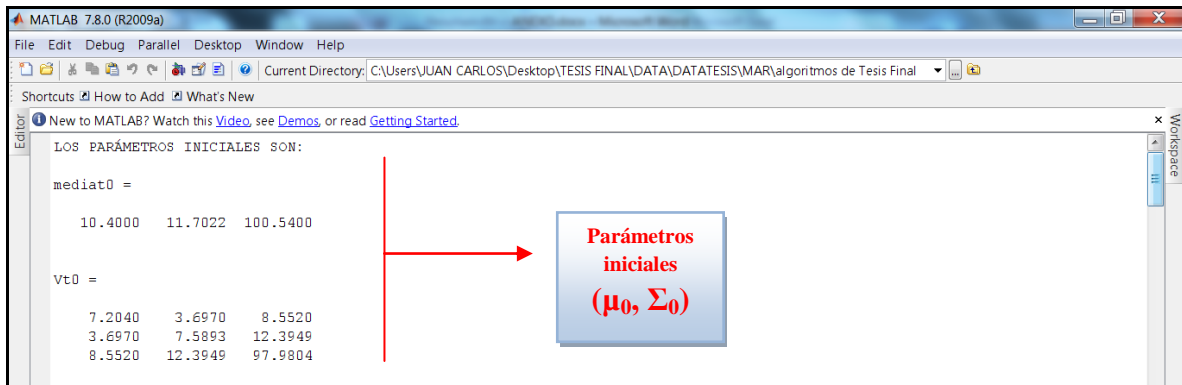 MATLAB 7.8.0 (R2009a)
File Edit Debug Parallel Desktop Window Help
Current Directory: C:\Users\JUAN CARLOS\Desktop\TESIS FINAL\DATA\DATATESIS\MAR\algoritmos de Tesis Final
Shortcuts How to Add What's New
New to MATLAB? Watch this Video, see Demos, or read Getting Started.
Editor
Workspace
LOS PARÁMETROS INICIALES SON:
mediat0 =
10.4000 11.7022 100.5400
Vt0 =
7.2040 3.6970 8.5520
3.6970 7.5893 12.3949
8.5520 12.3949 97.9804
Parámetros
iniciales
(μ₀, Σ₀)